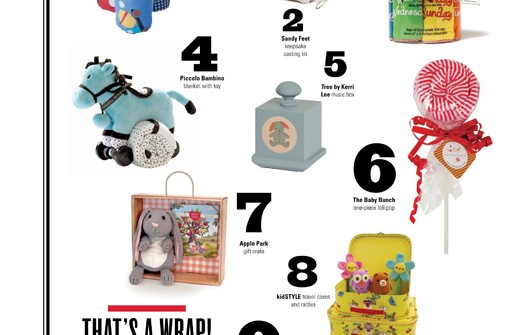 2
Sandy Feet
keepsake
casting kit
Wednesday
Sunday
4
Piccolo Bambino
blanket with toy
5
Tree by Kerri
Lee music box
6
The Baby Bunch
one-piece lollipop
7
Apple Park
gift crate
8
kidSTYLE travel cases
and rattles
THAT'S A WRAP!